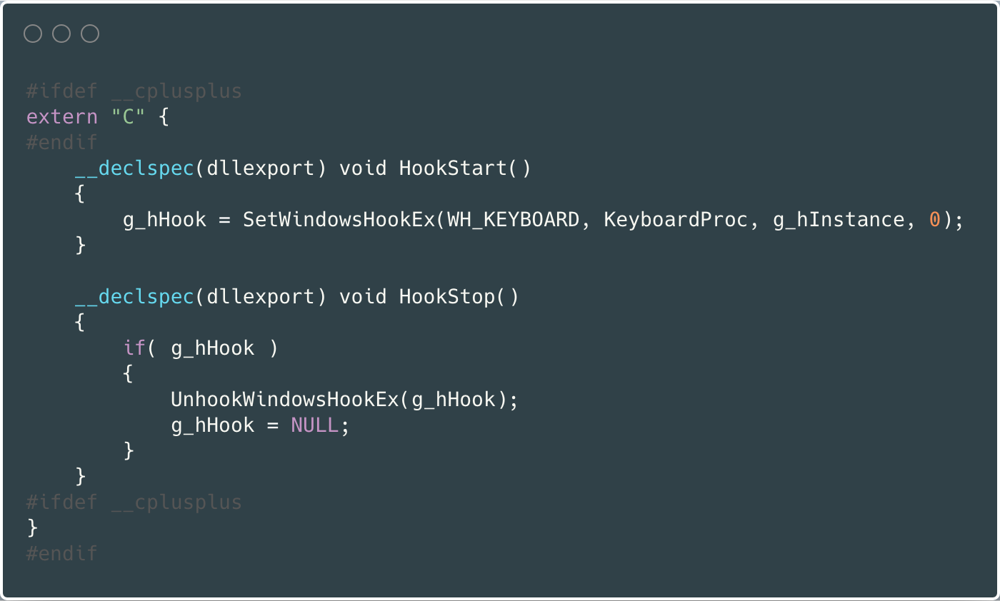 #ifdef __cplusplus
extern "C" {
#endif
    __declspec(dllexport) void HookStart()
    {
        g_hHook = SetWindowsHookEx(WH_KEYBOARD, KeyboardProc, g_hInstance, 0);
    }

    __declspec(dllexport) void HookStop()
    {
        if( g_hHook )
        {
            UnhookWindowsHookEx(g_hHook);
            g_hHook = NULL;
        }
    }
#ifdef __cplusplus
}
#endif